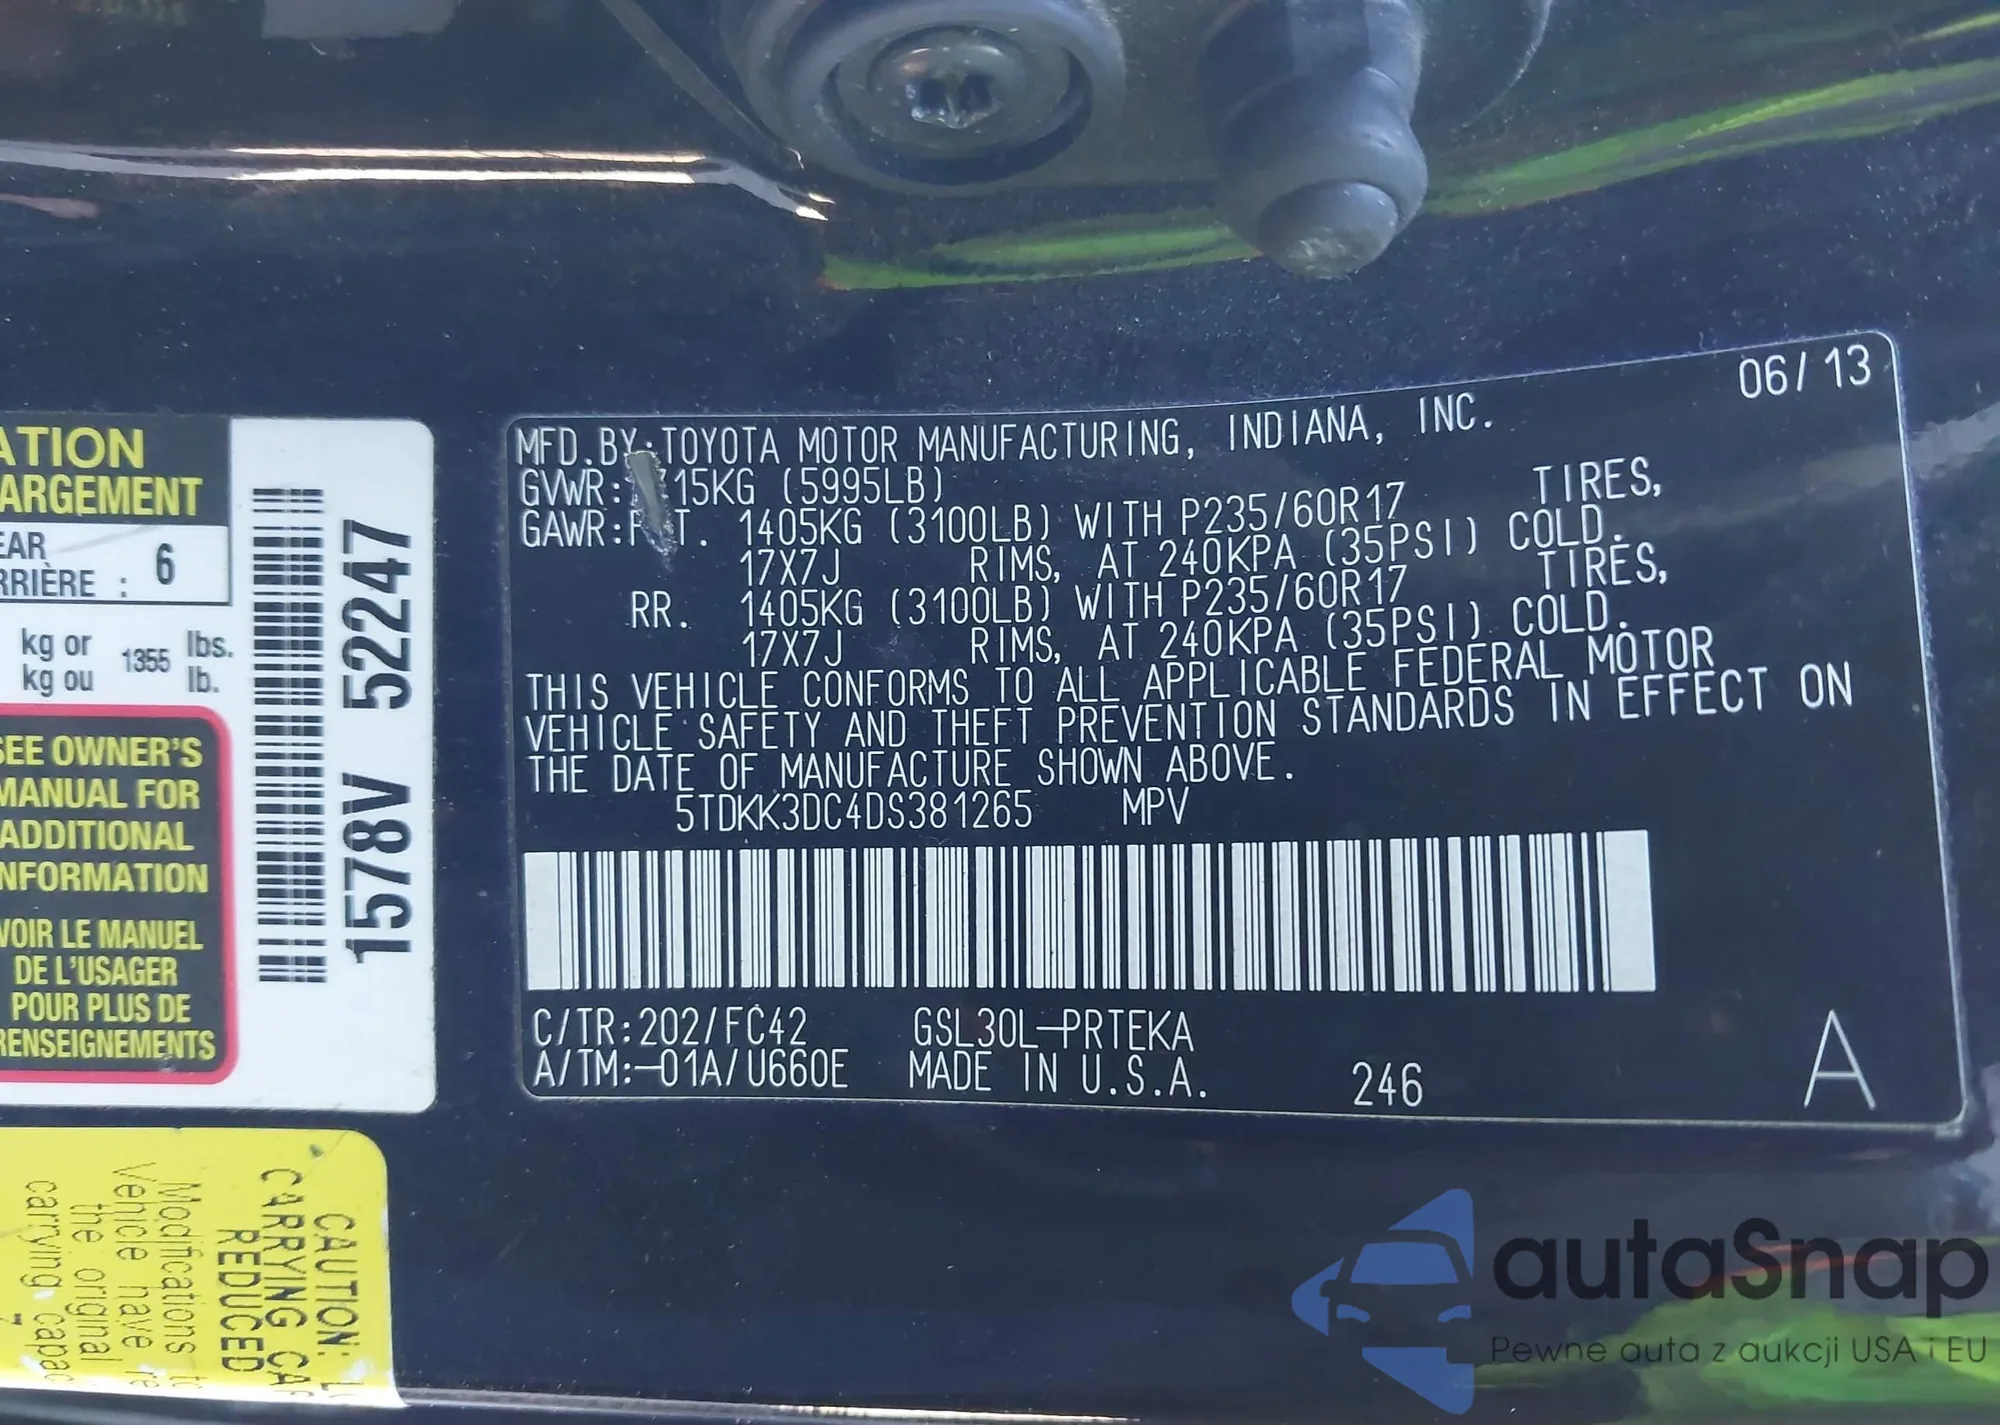 06/13
MFD.BY:TOYOTA MOTOR MANUFACTURING, INDIANA, INC.
GVWR: 15KG (5995LB)
GAWR:F T. 1405KG (3100LB) WITH P235/60R17 TIRES,
17X7J RIMS, AT 240KPA (35PSI) COLD.
RR. 1405KG (3100LB) WITH P235/60R17 TIRES,
17X7J RIMS, AT 240KPA (35PSI) COLD.
THIS VEHICLE CONFORMS TO ALL APPLICABLE FEDERAL MOTOR
VEHICLE SAFETY AND THEFT PREVENTION STANDARDS IN EFFECT ON
THE DATE OF MANUFACTURE SHOWN ABOVE.
5TDKK3DC4DS381265 MPV
C/TR:202/FC42 GSL30L-PRTEKA
A/TM:-01A/U660E MADE IN U.S.A. 246 A
ATION
ARGEMENT
EAR
RRIÈRE : 6
kg or 1355 lbs.
kg ou lb.
SEE OWNER'S
MANUAL FOR
ADDITIONAL
INFORMATION
VOIR LE MANUEL
DE L'USAGER
POUR PLUS DE
RENSEIGNEMENTS
1578V 52247
CAUTION: L
CARRYING CA
REDUCED
Modifications to
Vehicle have re
the original
carrying capac
autaSnap
Pewne auta z aukcji USA i EU